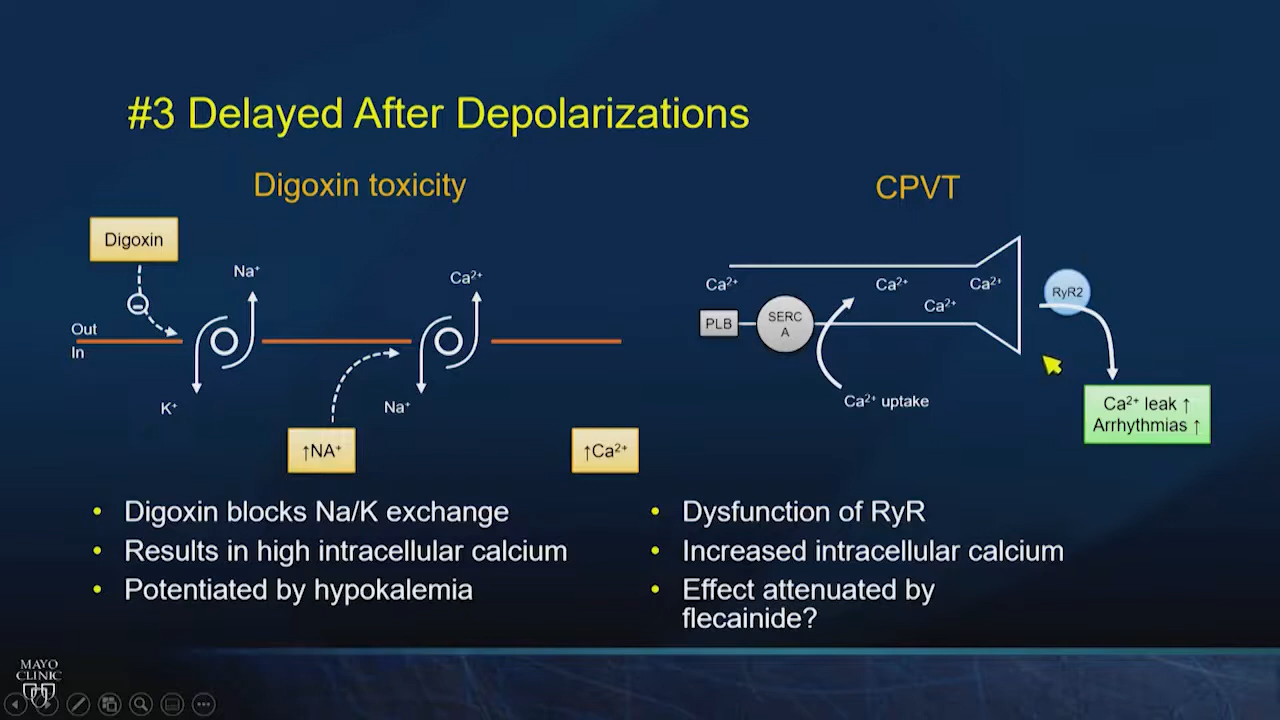 #3 Delayed After Depolarizations
Digoxin toxicity
Digoxin
Na⁺
Ca²⁺
Out
In
K⁺
Na⁺
↑NA⁺
↑Ca²⁺
Digoxin blocks Na/K exchange
Results in high intracellular calcium
Potentiated by hypokalemia
CPVT
Ca²⁺
Ca²⁺
Ca²⁺
Ca²⁺
RyR2
PLB
SERC
A
Ca²⁺ uptake
Ca²⁺ leak ↑
Arrhythmias ↑
Dysfunction of RyR
Increased intracellular calcium
Effect attenuated by
flecainide?
MAYO
CLINIC